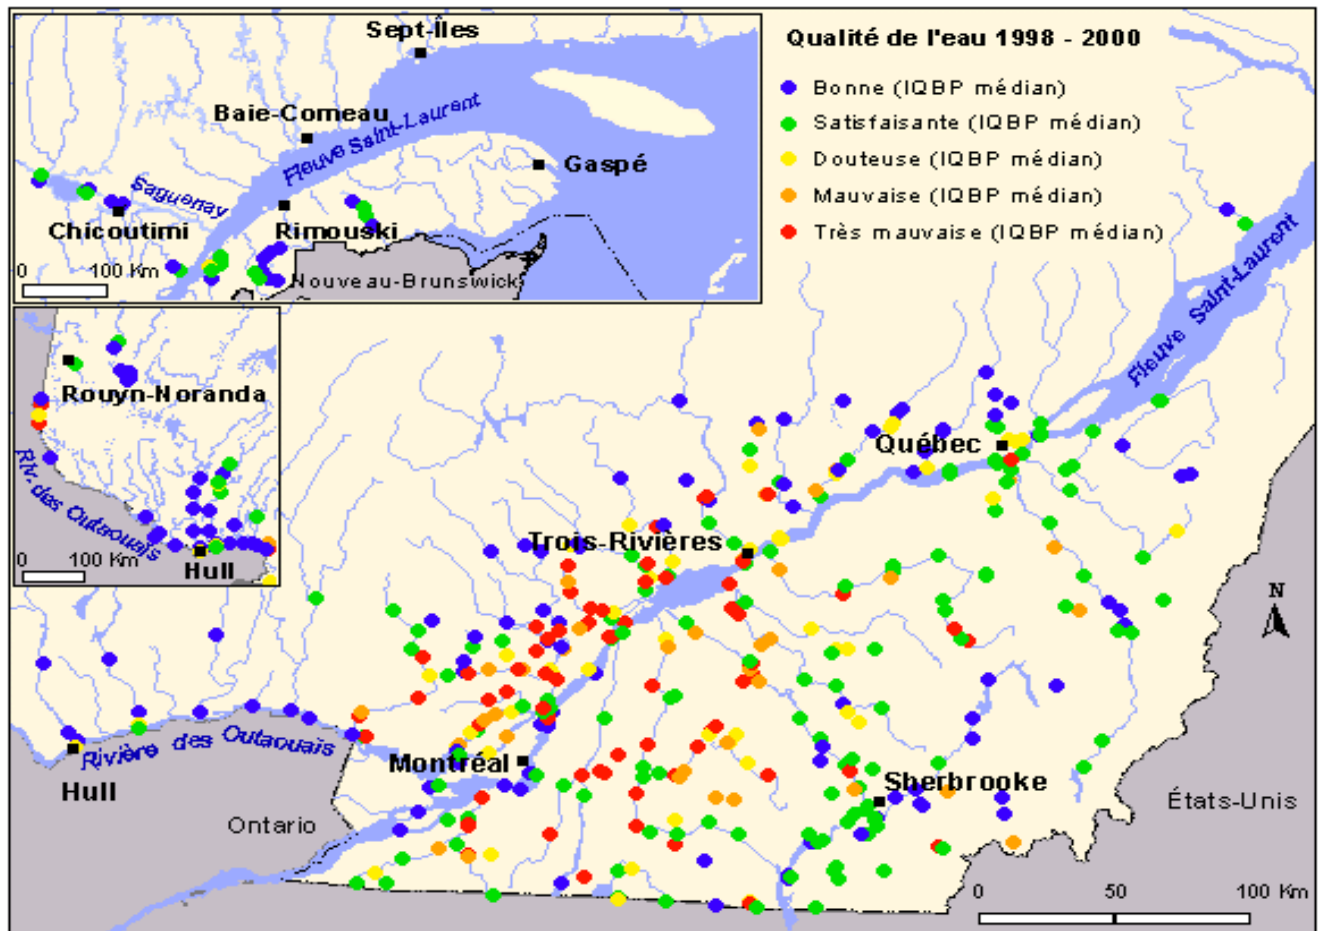 Sept-Îles
Baie-Comeau
Fleuve Saint-Laurent
Gaspé
Saguenay
Chicoutimi
Rimouski
Nouveau-Brunswick
0 100 Km
Qualité de l'eau 1998 - 2000
Bonne (IQBP médian)
Satisfaisante (IQBP médian)
Douteuse (IQBP médian)
Mauvaise (IQBP médian)
Très mauvaise (IQBP médian)
Rouyn-Noranda
Riv. des Outaouais
0 100 Km
Hull
Fleuve Saint-Laurent
Québec
Trois-Rivières
N
Rivière des Outaouais
Hull
Montréal
Sherbrooke
Ontario
États-Unis
0 50 100 Km